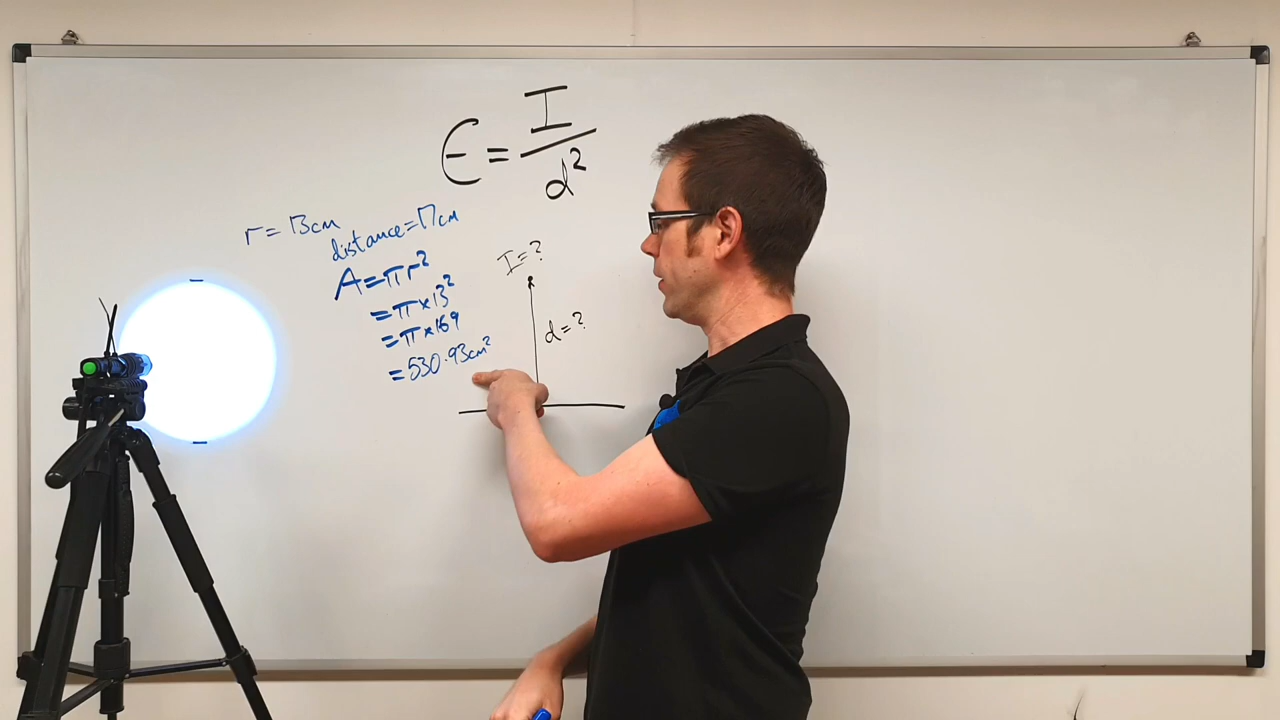 E = I / d²
r = 13cm
distance = 17cm
A = πr²
= π × 13²
= π × 169
= 530.93cm²
I = ?
d = ?